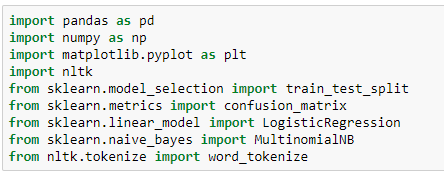 import pandas as pd
import numpy as np
import matplotlib.pyplot as plt
import nltk
from sklearn.model_selection import train_test_split
from sklearn.metrics import confusion_matrix
from sklearn.linear_model import LogisticRegression
from sklearn.naive_bayes import MultinomialNB
from nltk.tokenize import word_tokenize